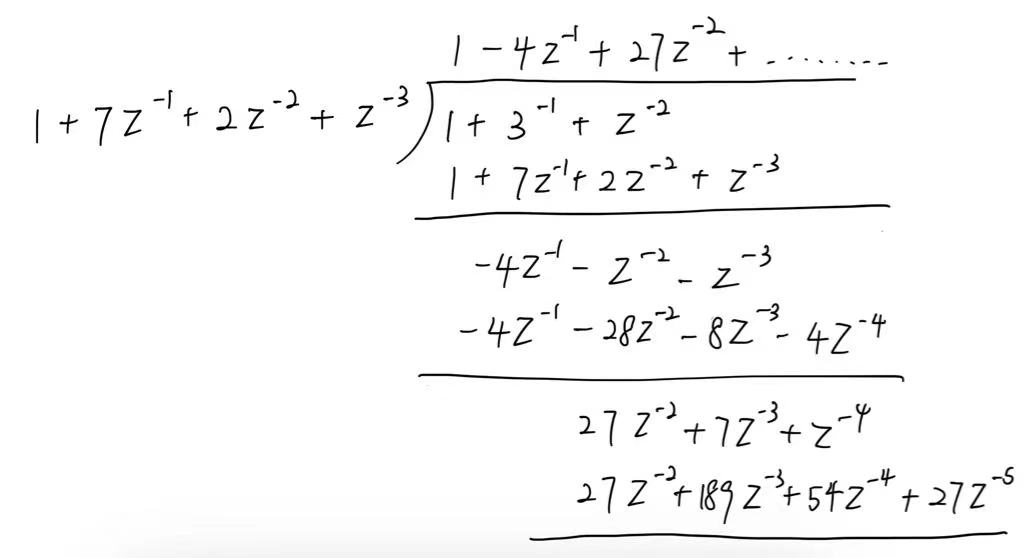 1 - 4z⁻¹ + 27z⁻² + ........
1 + 7z⁻¹ + 2z⁻² + z⁻³ ) 1 + 3⁻¹ + z⁻²
1 + 7z⁻¹ + 2z⁻² + z⁻³
-4z⁻¹ - z⁻² - z⁻³
-4z⁻¹ - 28z⁻² - 8z⁻³ - 4z⁻⁴
27z⁻² + 7z⁻³ + z⁻⁴
27z⁻² + 189z⁻³ + 54z⁻⁴ + 27z⁻⁵